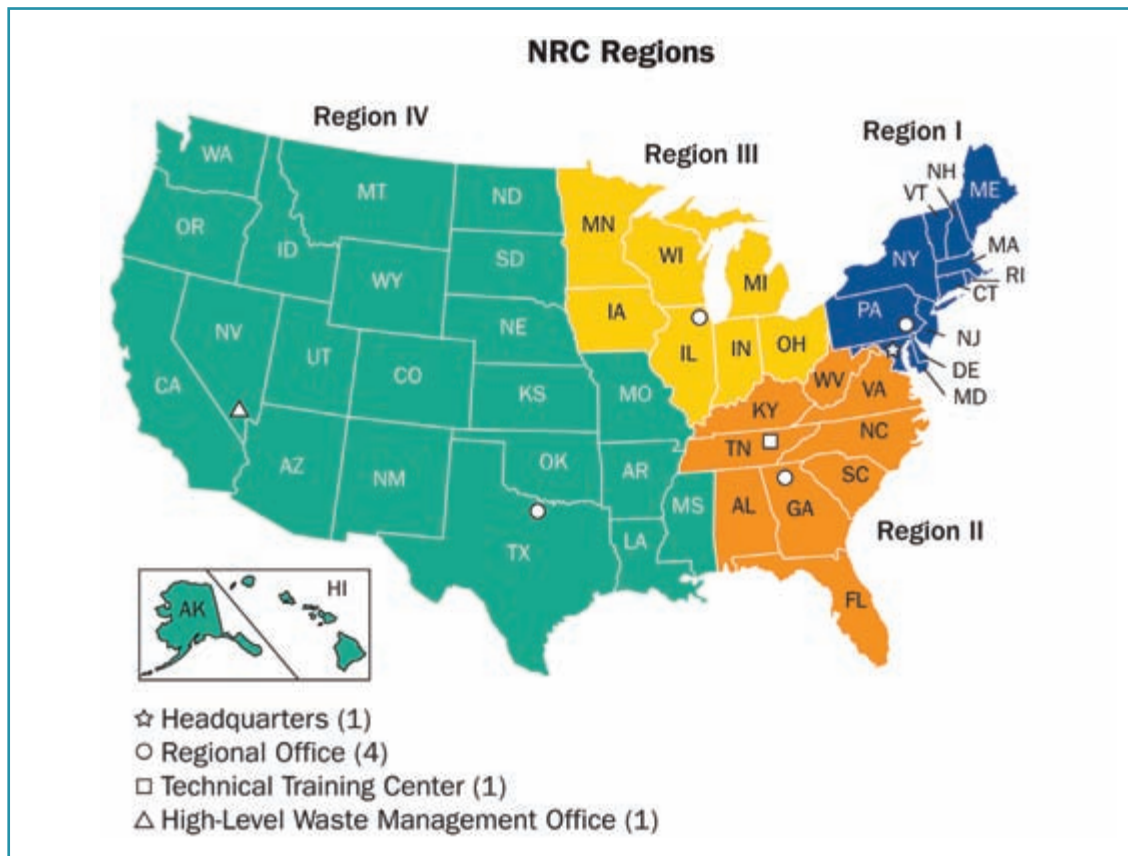 NRC Regions
Region IV
Region III
Region I
WA
MT
ND
MN
VT
NH
ME
OR
ID
SD
WI
NY
MA
RI
CT
WY
MI
IA
PA
NJ
NV
NE
IL
IN
OH
DE
MD
UT
CO
CA
KS
MO
WV
VA
KY
NC
TN
AZ
NM
OK
AR
SC
MS
AL
GA
TX
LA
Region II
FL
AK
HI
Headquarters (1)
Regional Office (4)
Technical Training Center (1)
High-Level Waste Management Office (1)